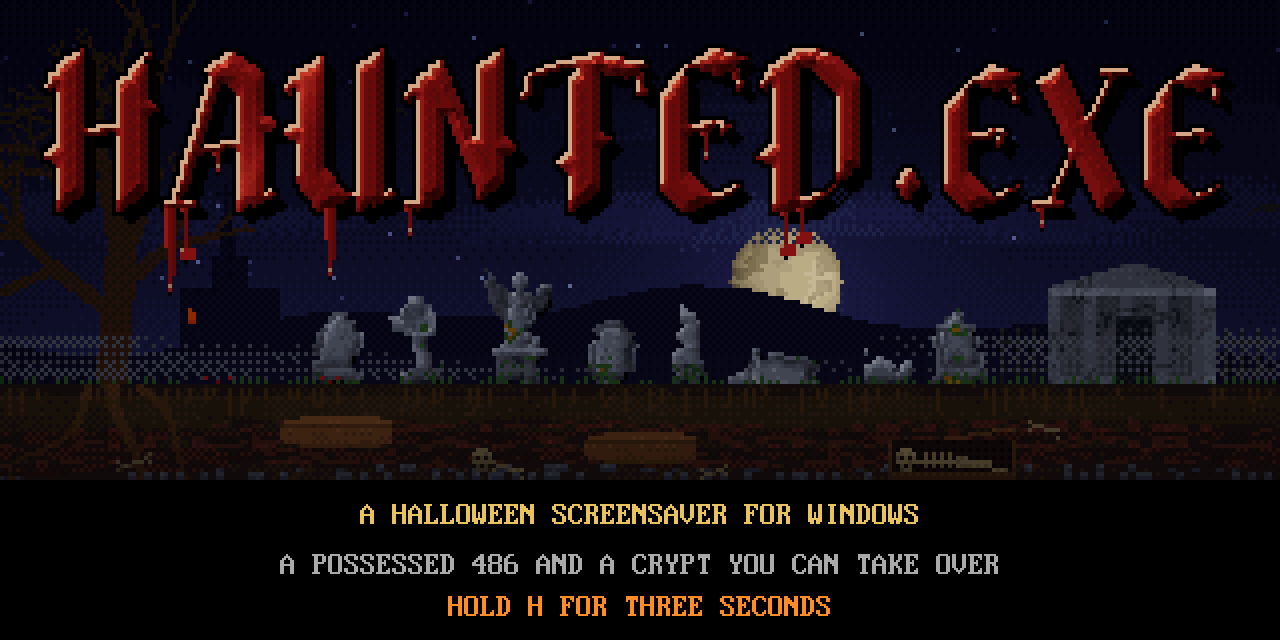 HAUNTED.EXE
A HALLOWEEN SCREENSAVER FOR WINDOWS
A POSSESSED 486 AND A CRYPT YOU CAN TAKE OVER
HOLD H FOR THREE SECONDS